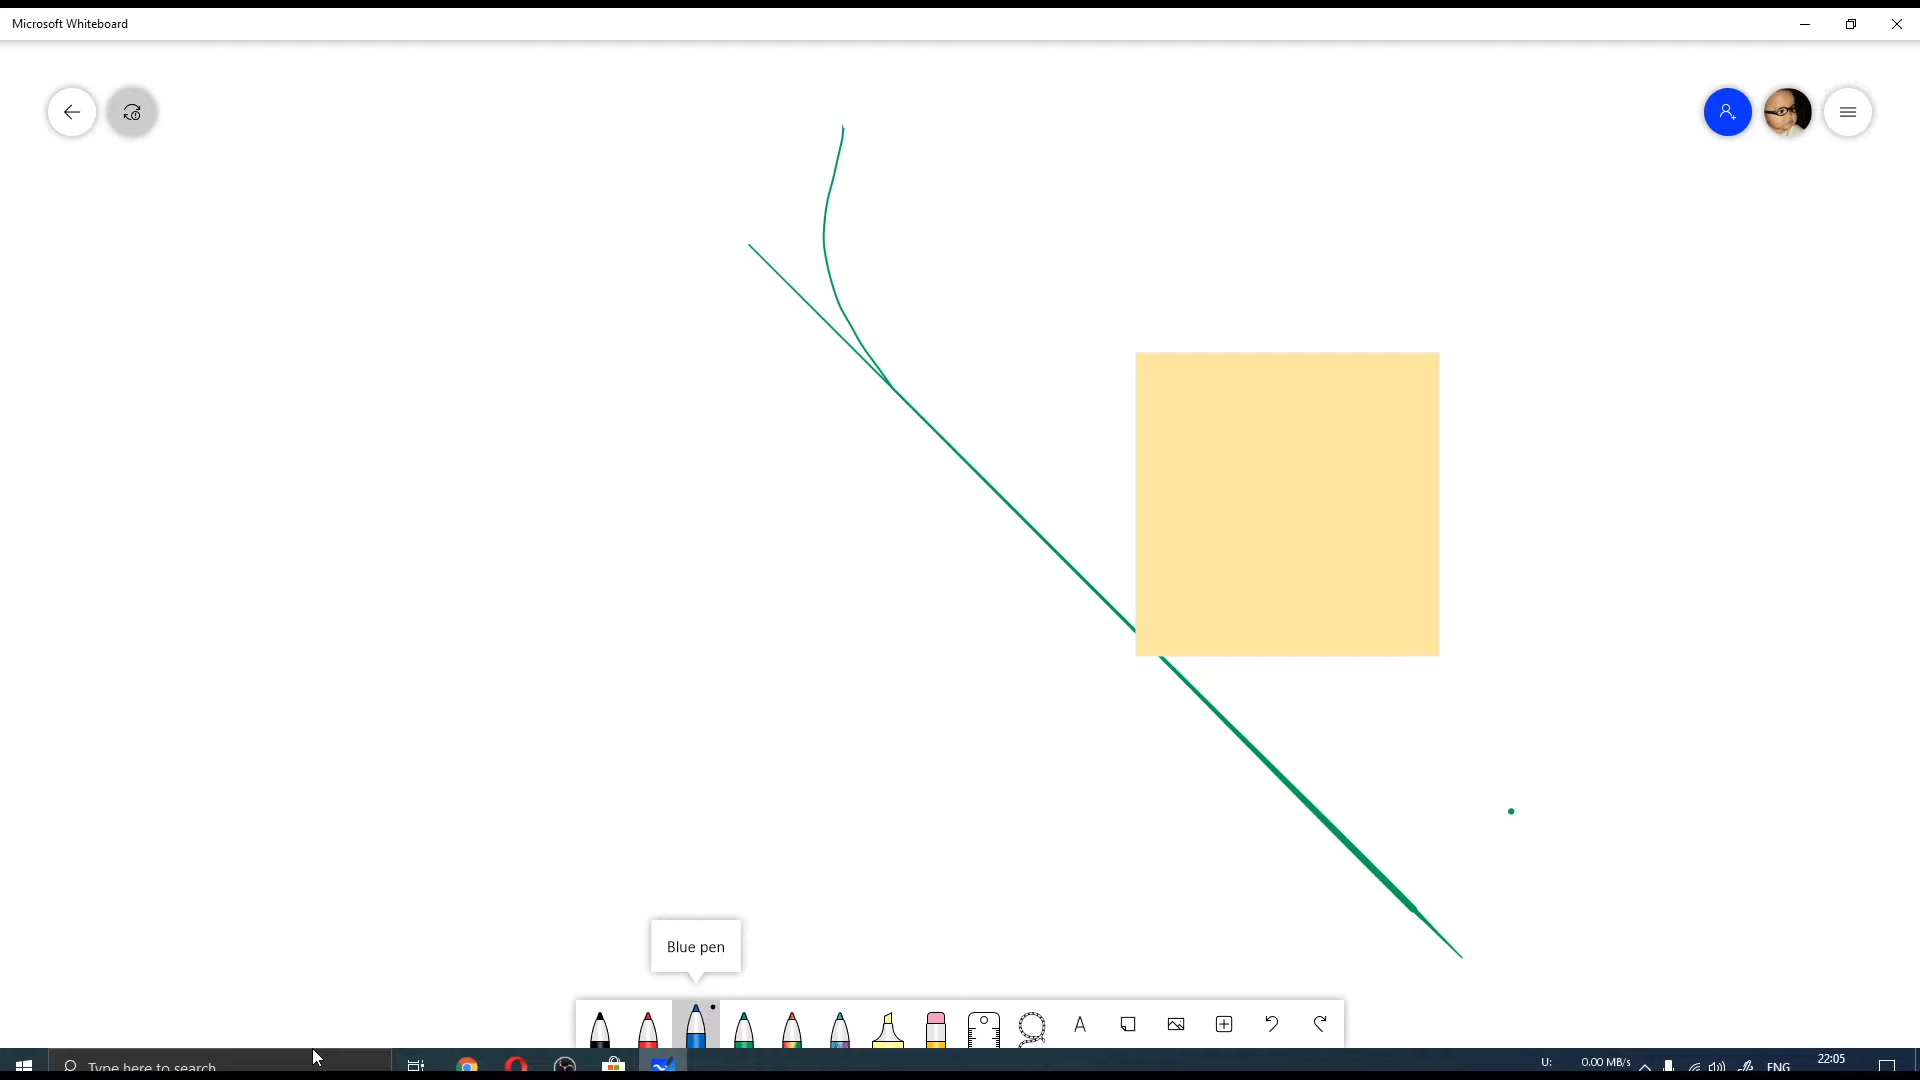 Microsoft Whiteboard
Blue pen
A
Type here to search
U: 0.00 MB/s
ENG
22:05